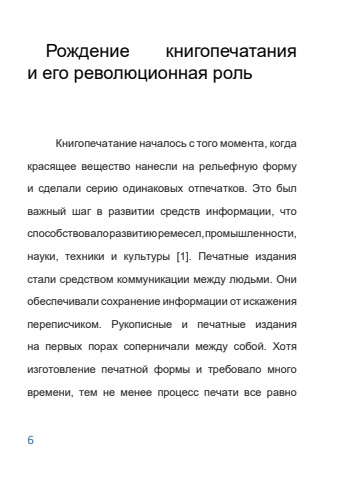 Рождение книгопечатания
и его революционная роль
Книгопечатание началось с того момента, когда
красящее вещество нанесли на рельефную форму
и сделали серию одинаковых отпечатков. Это был
важный шаг в развитии средств информации, что
способствовало развитию ремесел, промышленности,
науки, техники и культуры [1]. Печатные издания
стали средством коммуникации между людьми. Они
обеспечивали сохранение информации от искажения
переписчиком. Рукописные и печатные издания
на первых порах соперничали между собой. Хотя
изготовление печатной формы и требовало много
времени, тем не менее процесс печати все равно
6